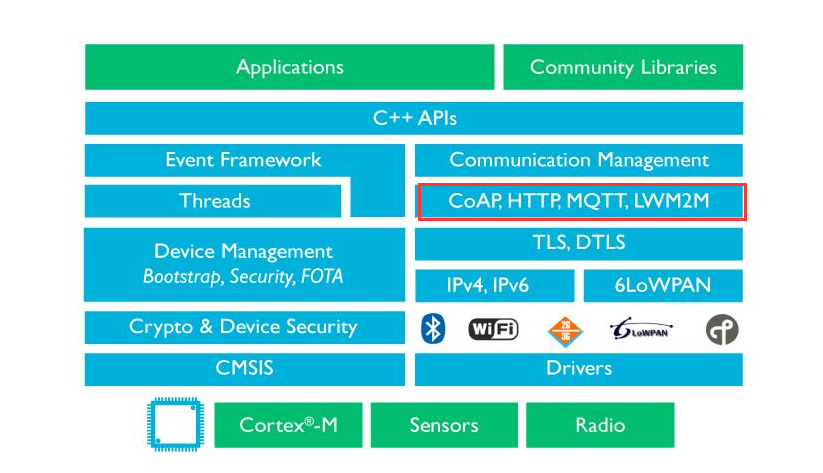 Applications
Community Libraries
C++ APIs
Event Framework
Communication Management
Threads
CoAP, HTTP, MQTT, LWM2M
Device Management
Bootstrap, Security, FOTA
TLS, DTLS
IPv4, IPv6
6LoWPAN
Crypto & Device Security
WiFi
2G
3G
6LoWPAN
CMSIS
Drivers
Cortex®-M
Sensors
Radio